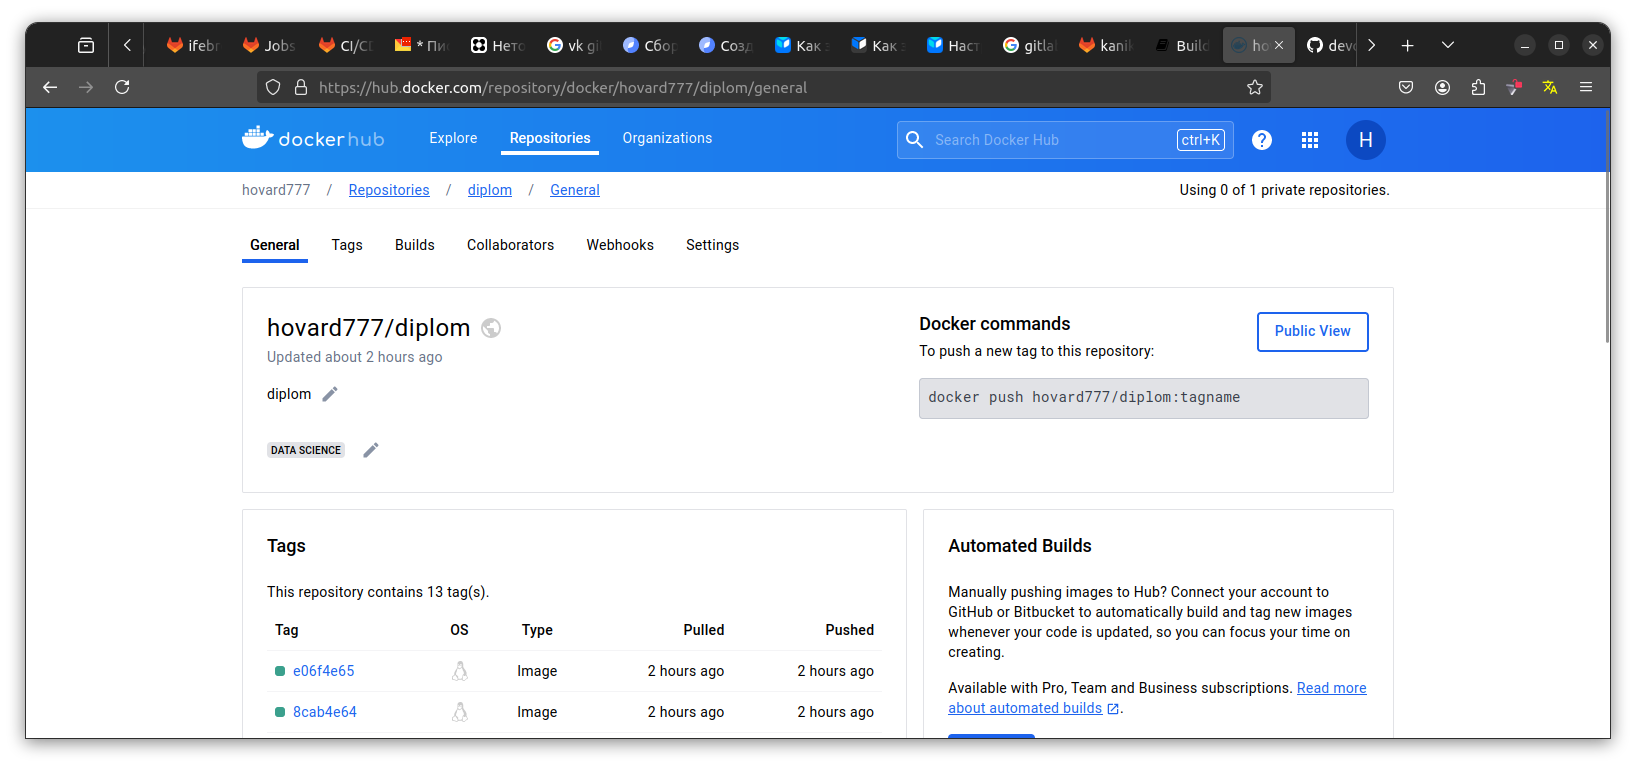 ifebr Jobs CI/CD * Пис Нето vk gi Сбор Созд Как з Как з Наст gitla kanik Build ho devo
https://hub.docker.com/repository/docker/hovard777/diplom/general
dockerhub Explore Repositories Organizations Search Docker Hub ctrl+K ? H
hovard777 / Repositories / diplom / General Using 0 of 1 private repositories.
General Tags Builds Collaborators Webhooks Settings
hovard777/diplom
Updated about 2 hours ago
diplom
DATA SCIENCE
Docker commands
Public View
To push a new tag to this repository:
docker push hovard777/diplom:tagname
Tags
This repository contains 13 tag(s).
Tag OS Type Pulled Pushed
e06f4e65 Image 2 hours ago 2 hours ago
8cab4e64 Image 2 hours ago 2 hours ago
Automated Builds
Manually pushing images to Hub? Connect your account to
GitHub or Bitbucket to automatically build and tag new images
whenever your code is updated, so you can focus your time on
creating.
Available with Pro, Team and Business subscriptions. Read more
about automated builds .